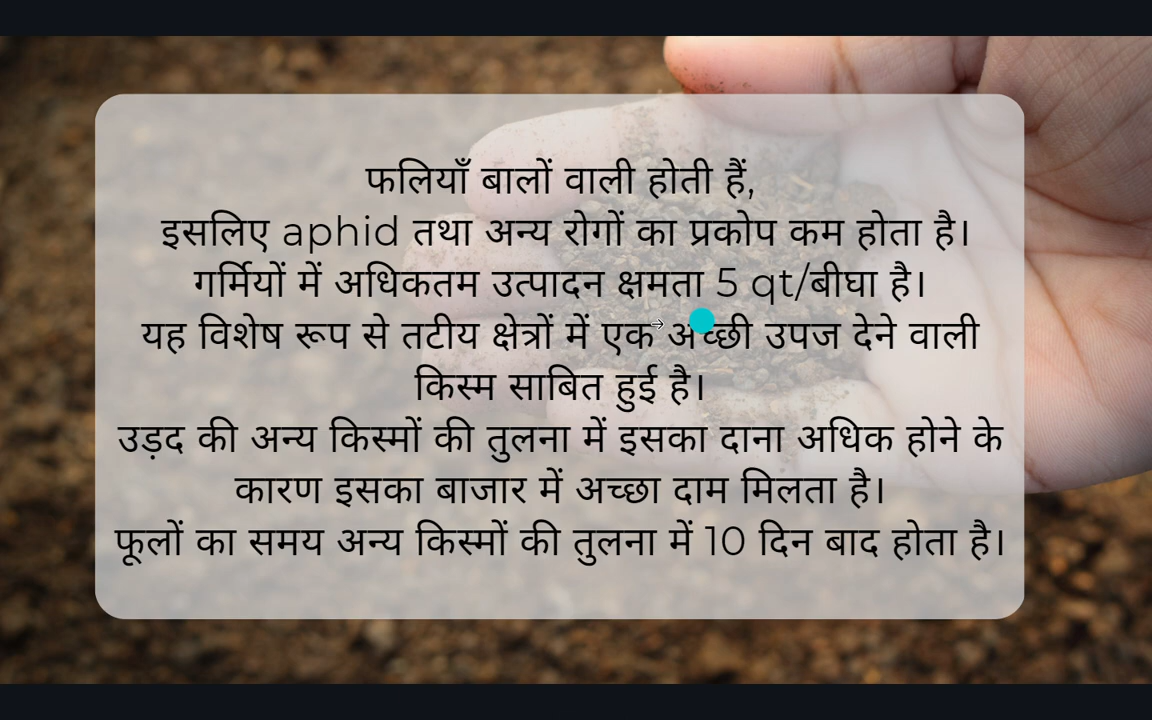 फलियाँ बालों वाली होती हैं,
इसलिए aphid तथा अन्य रोगों का प्रकोप कम होता है।
गर्मियों में अधिकतम उत्पादन क्षमता 5 qt/बीघा है।
यह विशेष रूप से तटीय क्षेत्रों में एक अच्छी उपज देने वाली
किस्म साबित हुई है।
उड़द की अन्य किस्मों की तुलना में इसका दाना अधिक होने के
कारण इसका बाजार में अच्छा दाम मिलता है।
फूलों का समय अन्य किस्मों की तुलना में 10 दिन बाद होता है।